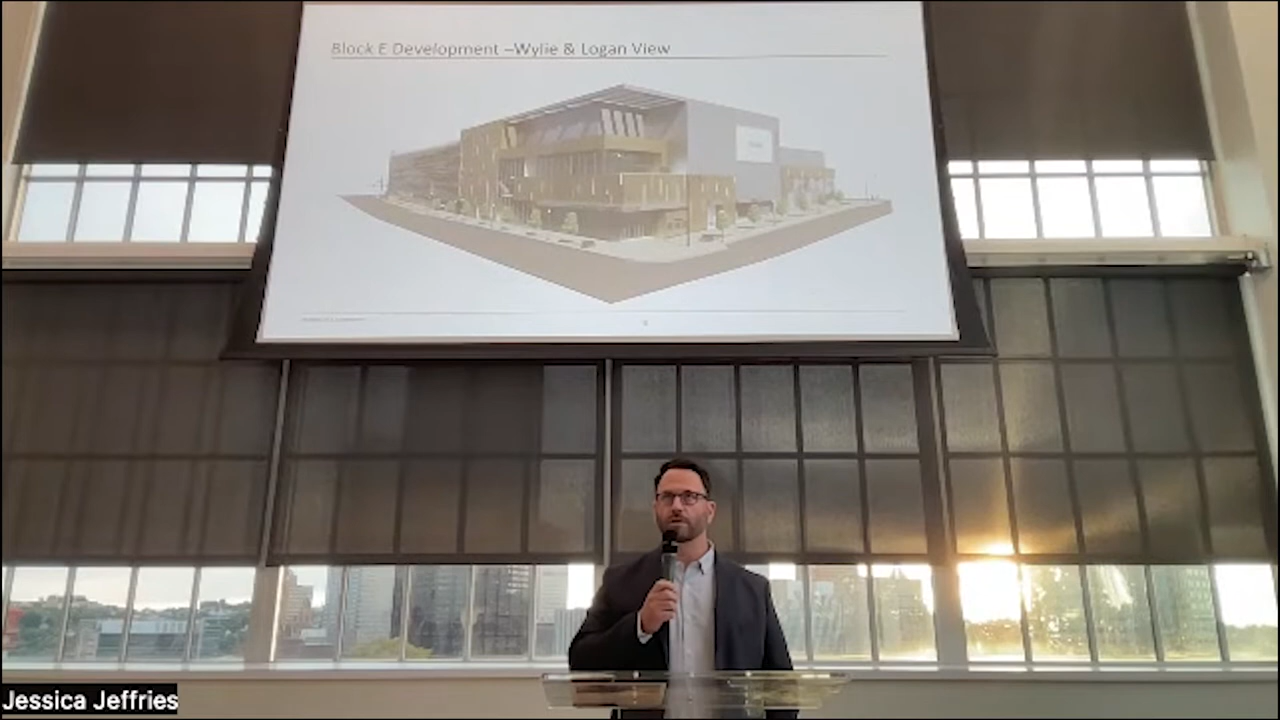 Block E Development –Wylie & Logan View
Jessica Jeffries